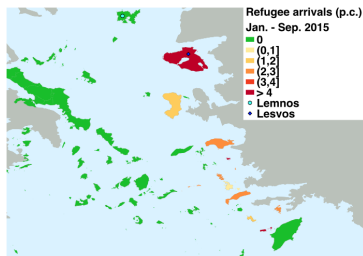 Refugee arrivals (p.c.)
Jan. - Sep. 2015
0
(0,1]
(1,2]
(2,3]
(3,4]
> 4
Lemnos
Lesvos